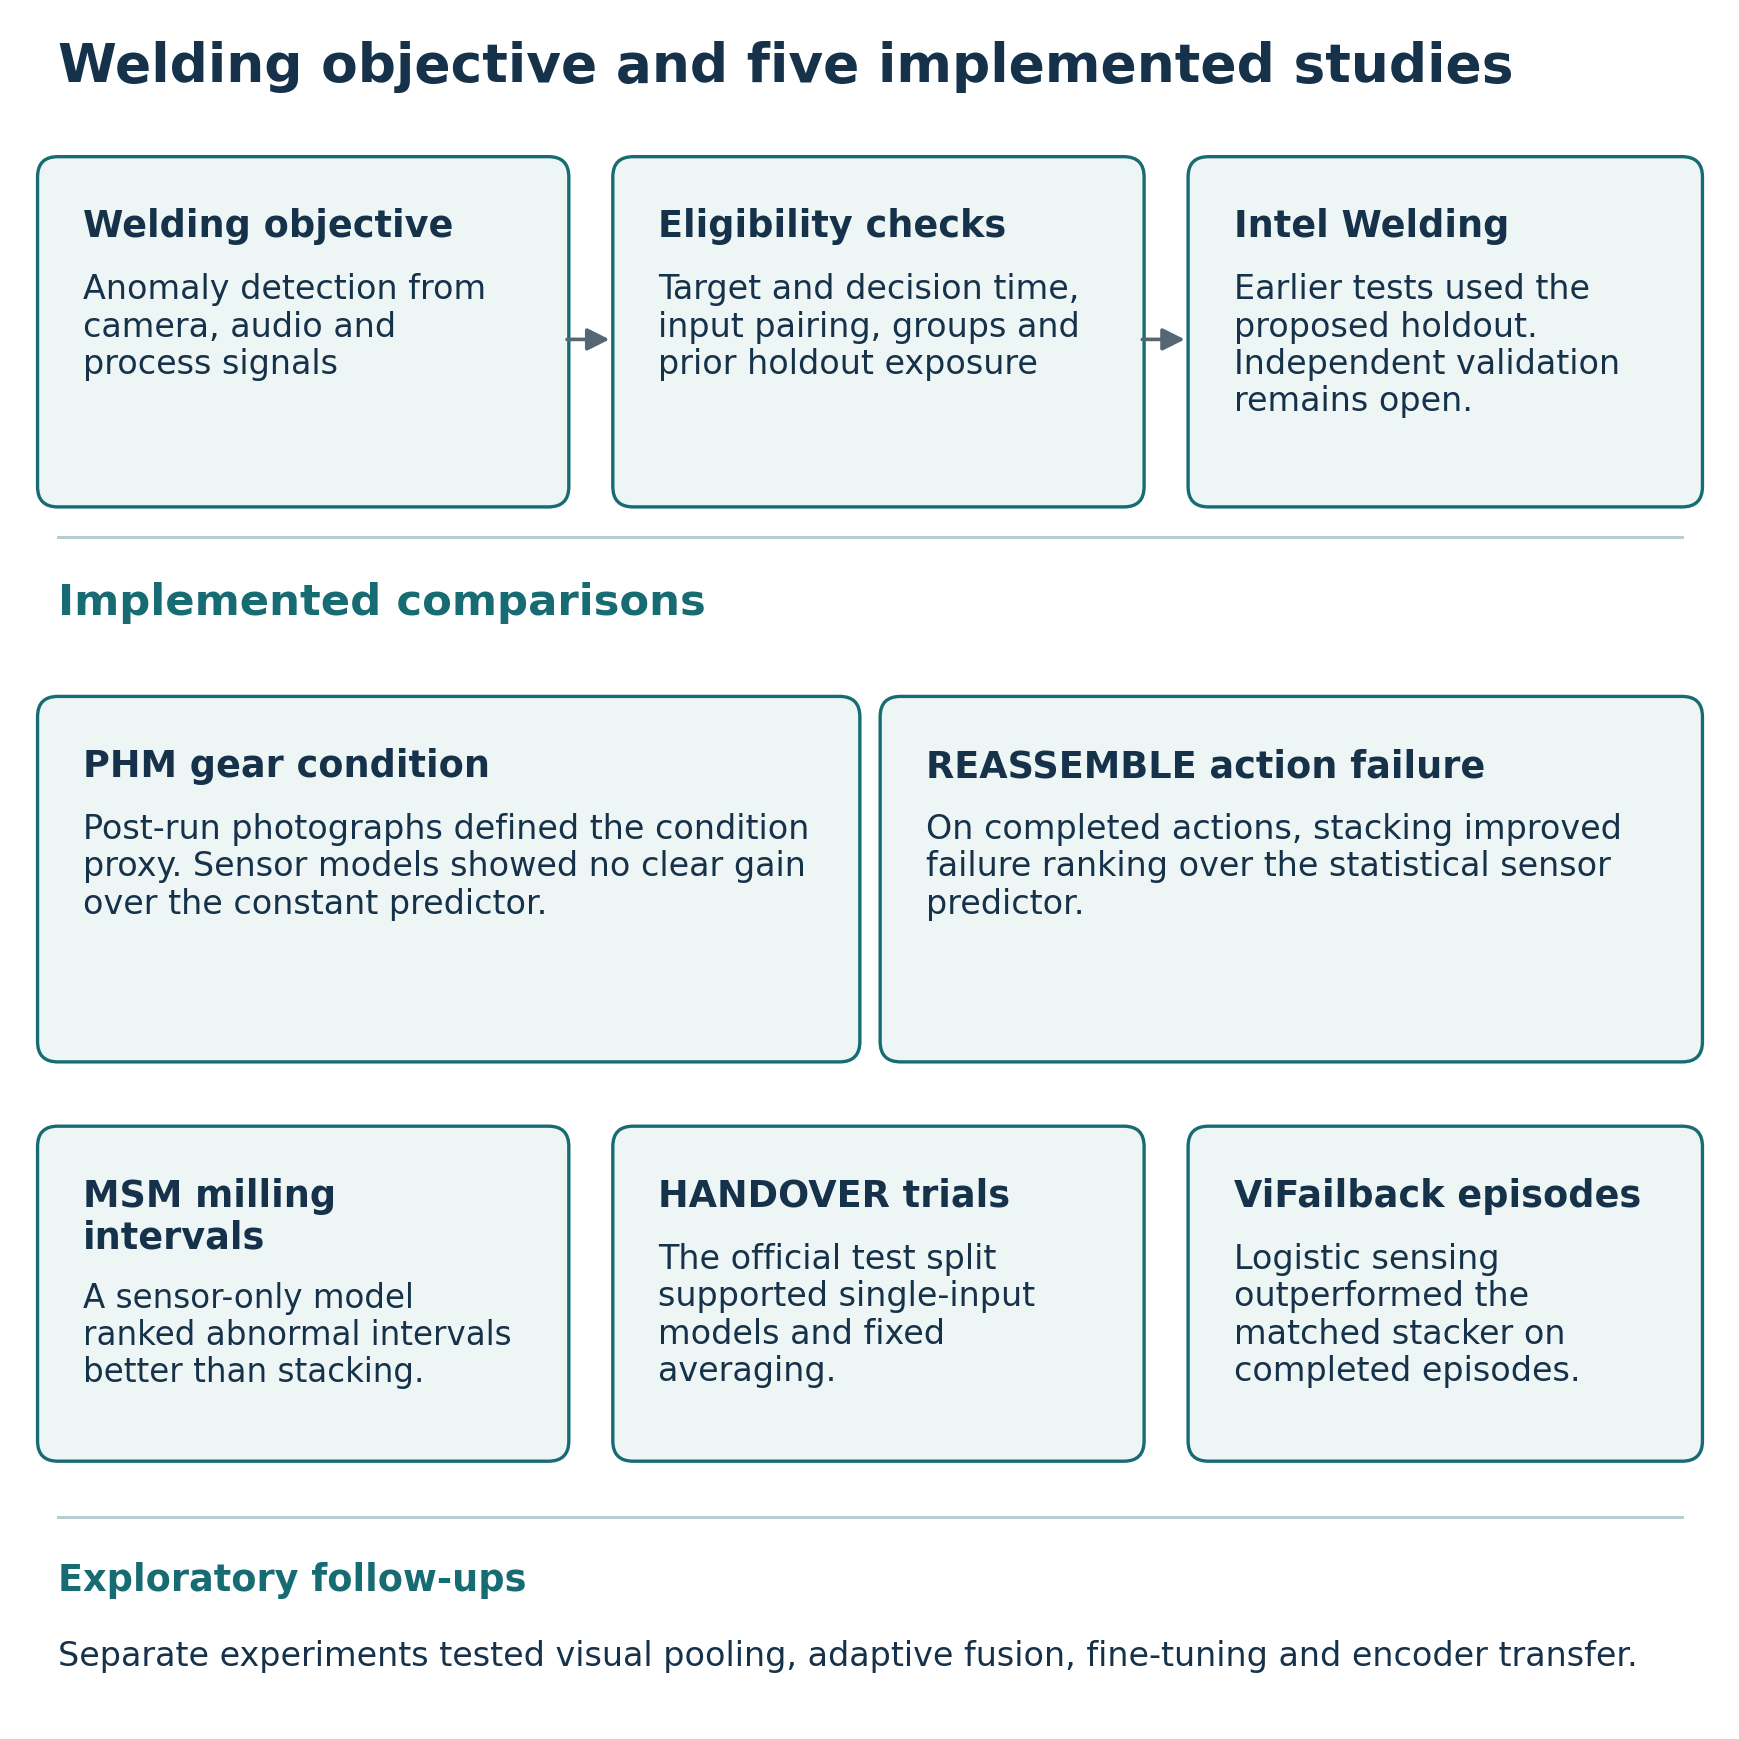 Welding objective and five implemented studies
Welding objective
Anomaly detection from
camera, audio and
process signals
Eligibility checks
Target and decision time,
input pairing, groups and
prior holdout exposure
Intel Welding
Earlier tests used the
proposed holdout.
Independent validation
remains open.
Implemented comparisons
PHM gear condition
Post-run photographs defined the condition
proxy. Sensor models showed no clear gain
over the constant predictor.
REASSEMBLE action failure
On completed actions, stacking improved
failure ranking over the statistical sensor
predictor.
MSM milling
intervals
A sensor-only model
ranked abnormal intervals
better than stacking.
HANDOVER trials
The official test split
supported single-input
models and fixed
averaging.
ViFailback episodes
Logistic sensing
outperformed the
matched stacker on
completed episodes.
Exploratory follow-ups
Separate experiments tested visual pooling, adaptive fusion, fine-tuning and encoder transfer.